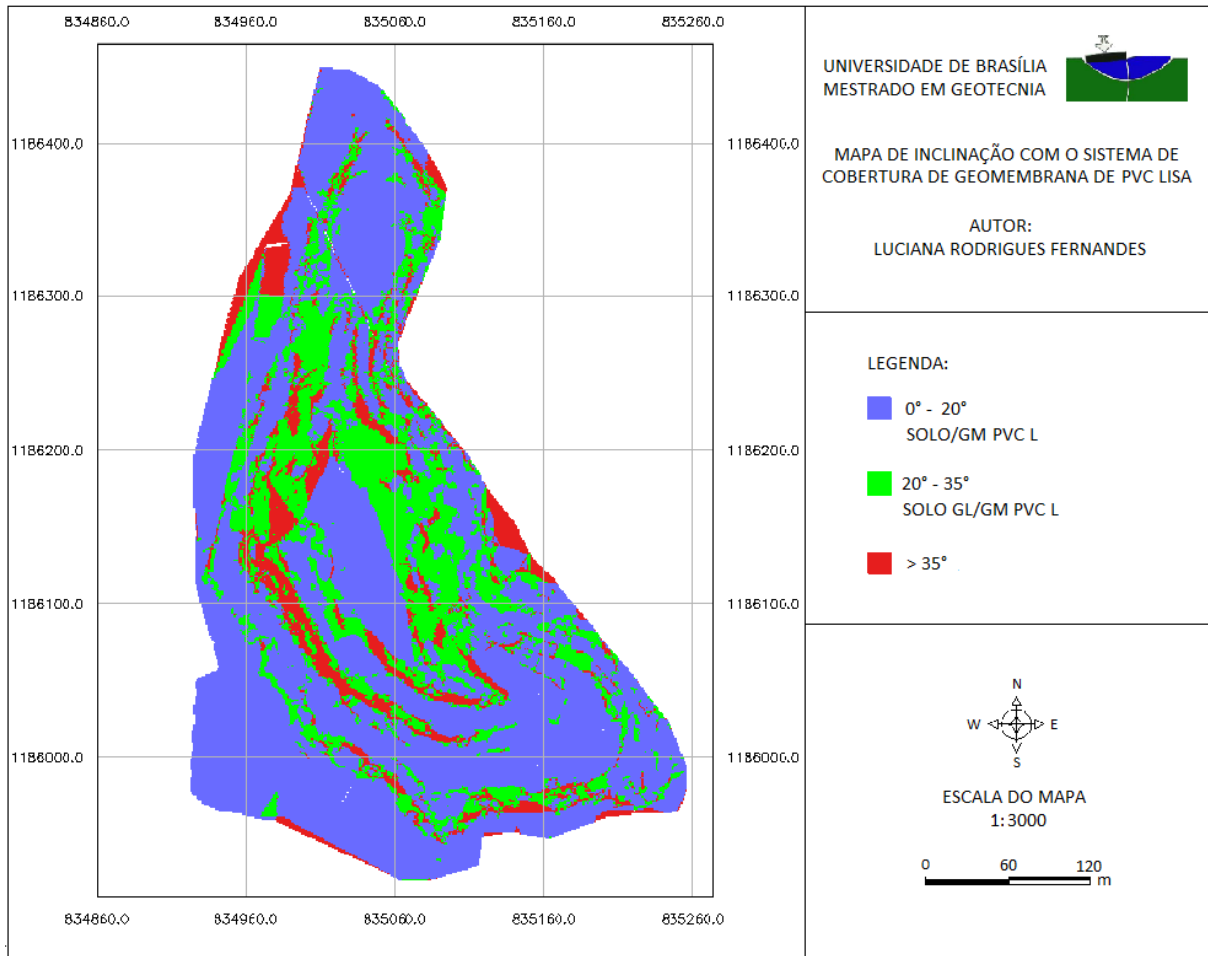 834860.0 834960.0 835060.0 835160.0 835260.0
1186400.0 1186400.0
1186300.0 1186300.0
1186200.0 1186200.0
1186100.0 1186100.0
1186000.0 1186000.0
834860.0 834960.0 835060.0 835160.0 835260.0
UNIVERSIDADE DE BRASÍLIA
MESTRADO EM GEOTECNIA
MAPA DE INCLINAÇÃO COM O SISTEMA DE
COBERTURA DE GEOMEMBRANA DE PVC LISA
AUTOR:
LUCIANA RODRIGUES FERNANDES
LEGENDA:
0° - 20°
SOLO/GM PVC L
20° - 35°
SOLO GL/GM PVC L
> 35°
N
W E
S
ESCALA DO MAPA
1:3000
0 60 120
m